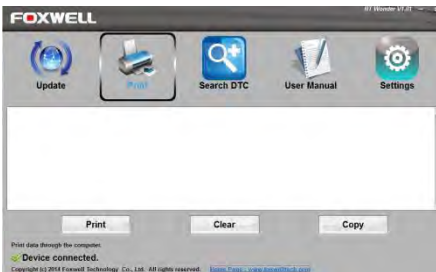 FOXWELL
Update
Print
Search DTC
User Manual
Settings
Print
Clear
Copy
Print data through the computer.
Device connected.
Copyright (c) 2014 Foxwell Technology Co., Ltd. All rights reserved.